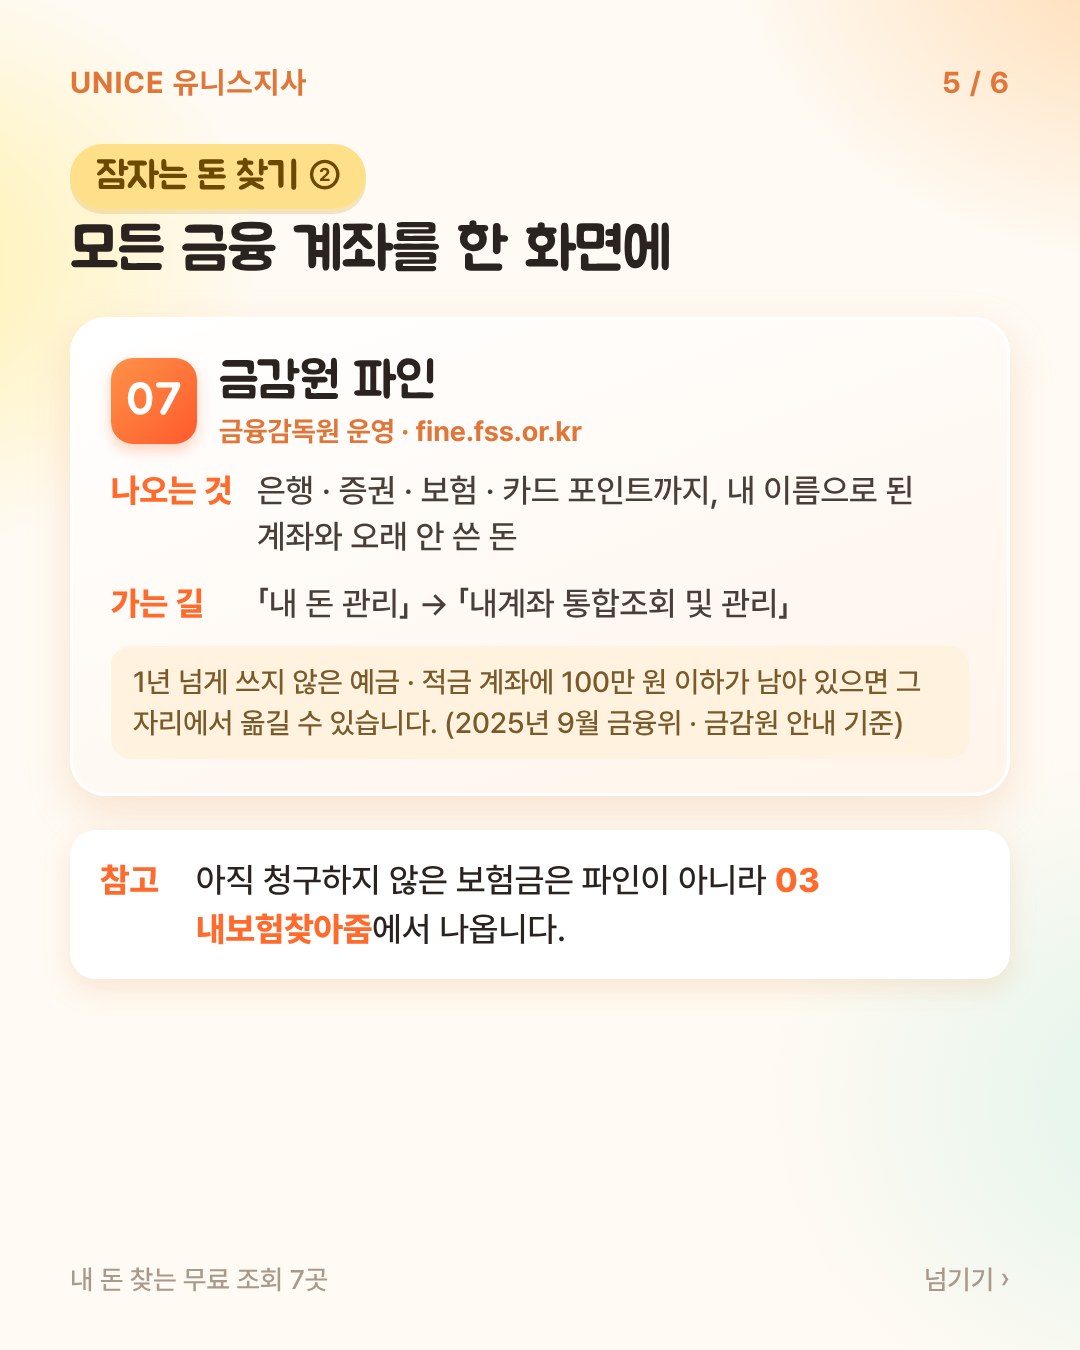 UNICE 유니스지사
5 / 6
잠자는 돈 찾기 ②
모든 금융 계좌를 한 화면에
07
금감원 파인
금융감독원 운영 · fine.fss.or.kr
나오는 것 은행 · 증권 · 보험 · 카드 포인트까지, 내 이름으로 된
계좌와 오래 안 쓴 돈
가는 길 「내 돈 관리」 → 「내계좌 통합조회 및 관리」
1년 넘게 쓰지 않은 예금 · 적금 계좌에 100만 원 이하가 남아 있으면 그
자리에서 옮길 수 있습니다. (2025년 9월 금융위 · 금감원 안내 기준)
참고 아직 청구하지 않은 보험금은 파인이 아니라 03
내보험찾아줌에서 나옵니다.
내 돈 찾는 무료 조회 7곳
넘기기 ›